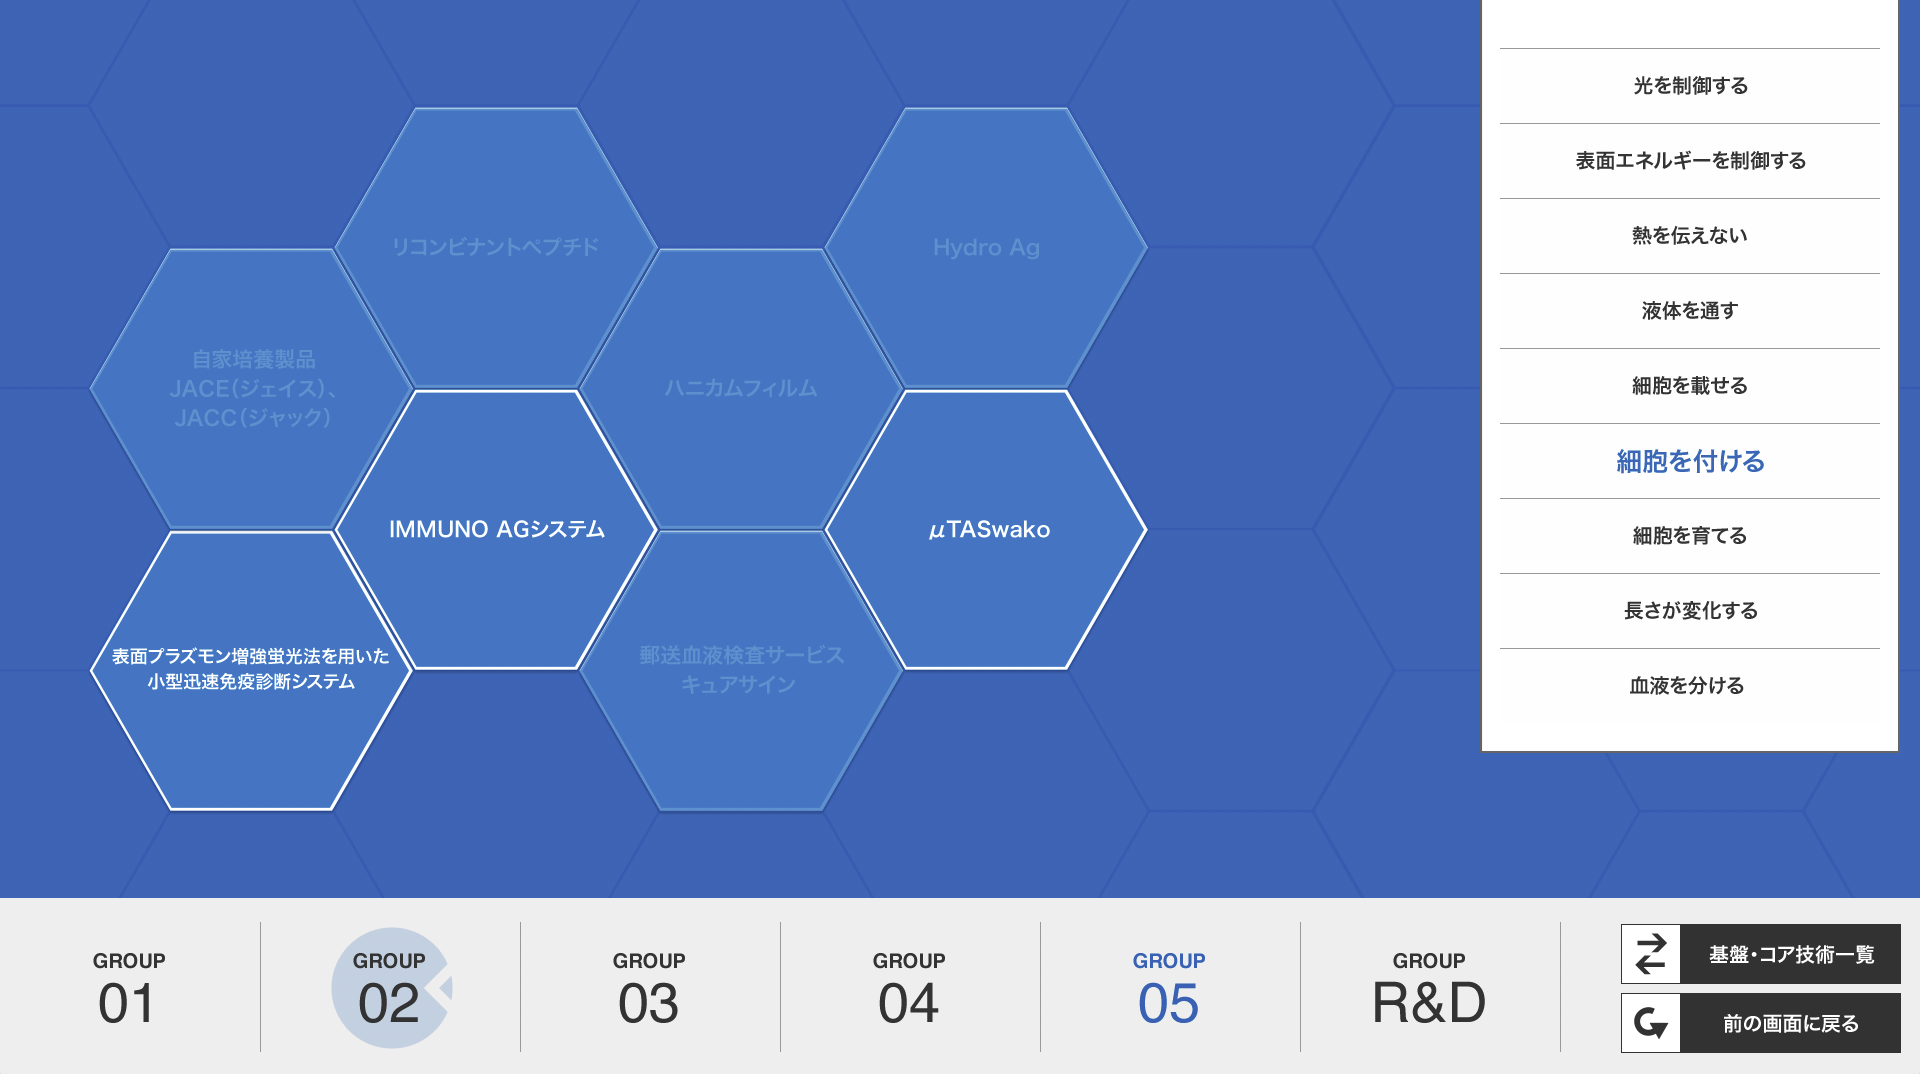 リコンビナントペプチド
Hydro Ag
自家培養製品
JACE(ジェイス)、
JACC(ジャック)
ハニカムフィルム
IMMUNO AGシステム
μTASwako
表面プラズモン増強蛍光法を用いた
小型迅速免疫診断システム
郵送血液検査サービス
キュアサイン
光を制御する
表面エネルギーを制御する
熱を伝えない
液体を通す
細胞を載せる
細胞を付ける
細胞を育てる
長さが変化する
血液を分ける
GROUP
01
GROUP
02
GROUP
03
GROUP
04
GROUP
05
GROUP
R&D
基盤・コア技術一覧
前の画面に戻る